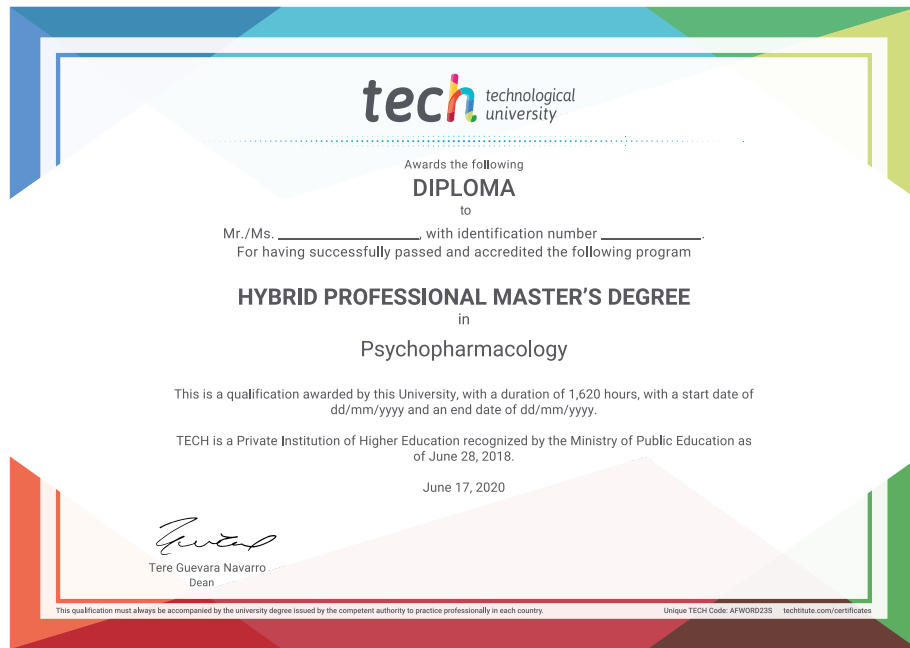 tech technological
university
Awards the following
DIPLOMA
to
Mr./Ms. ____________________, with identification number ______________.
For having successfully passed and accredited the following program
HYBRID PROFESSIONAL MASTER'S DEGREE
in
Psychopharmacology
This is a qualification awarded by this University, with a duration of 1,620 hours, with a start date of
dd/mm/yyyy and an end date of dd/mm/yyyy.
TECH is a Private Institution of Higher Education recognized by the Ministry of Public Education as
of June 28, 2018.
June 17, 2020
Tere Guevara Navarro
Dean
This qualification must always be accompanied by the university degree issued by the competent authority to practice professionally in each country. Unique TECH Code: AFWORD23S techtitute.com/certificates